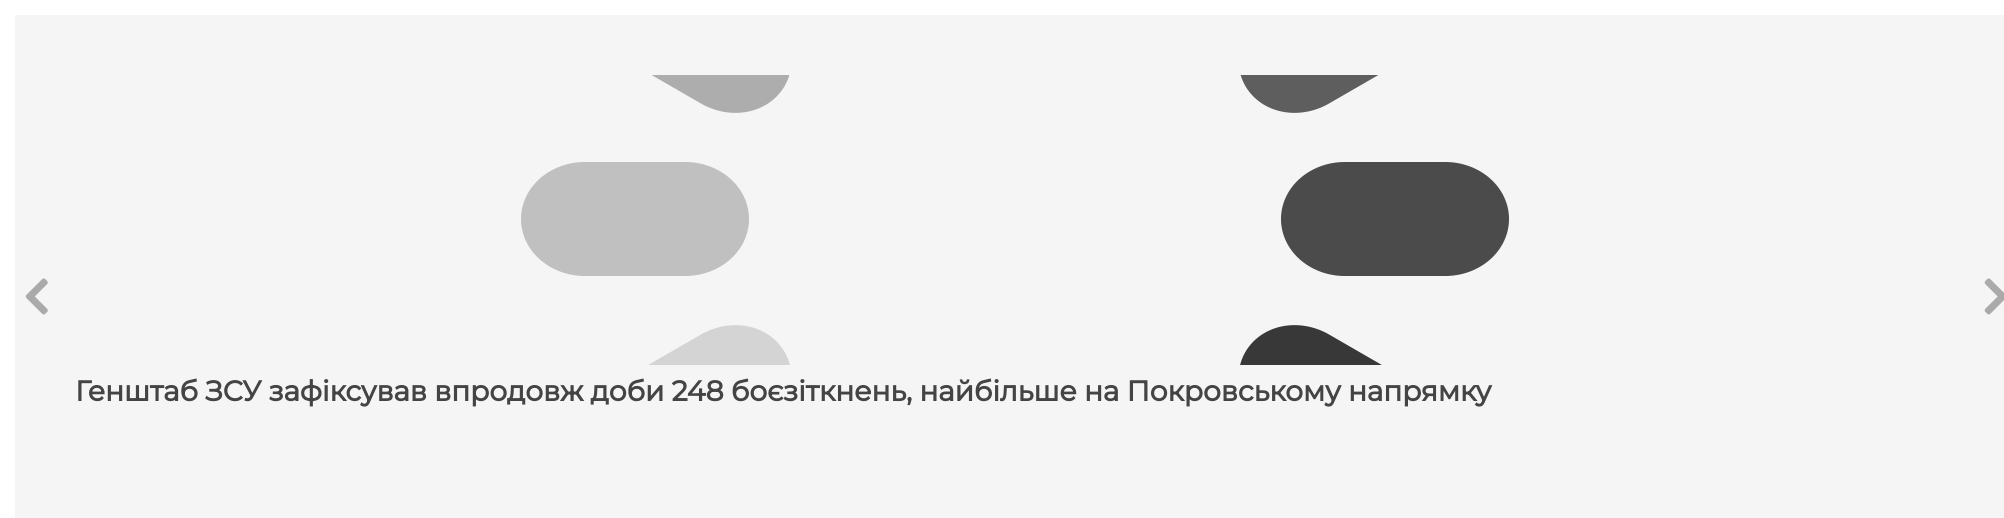 Генштаб ЗСУ зафіксував впродовж доби 248 боєзіткнень, найбільше на Покровському напрямку